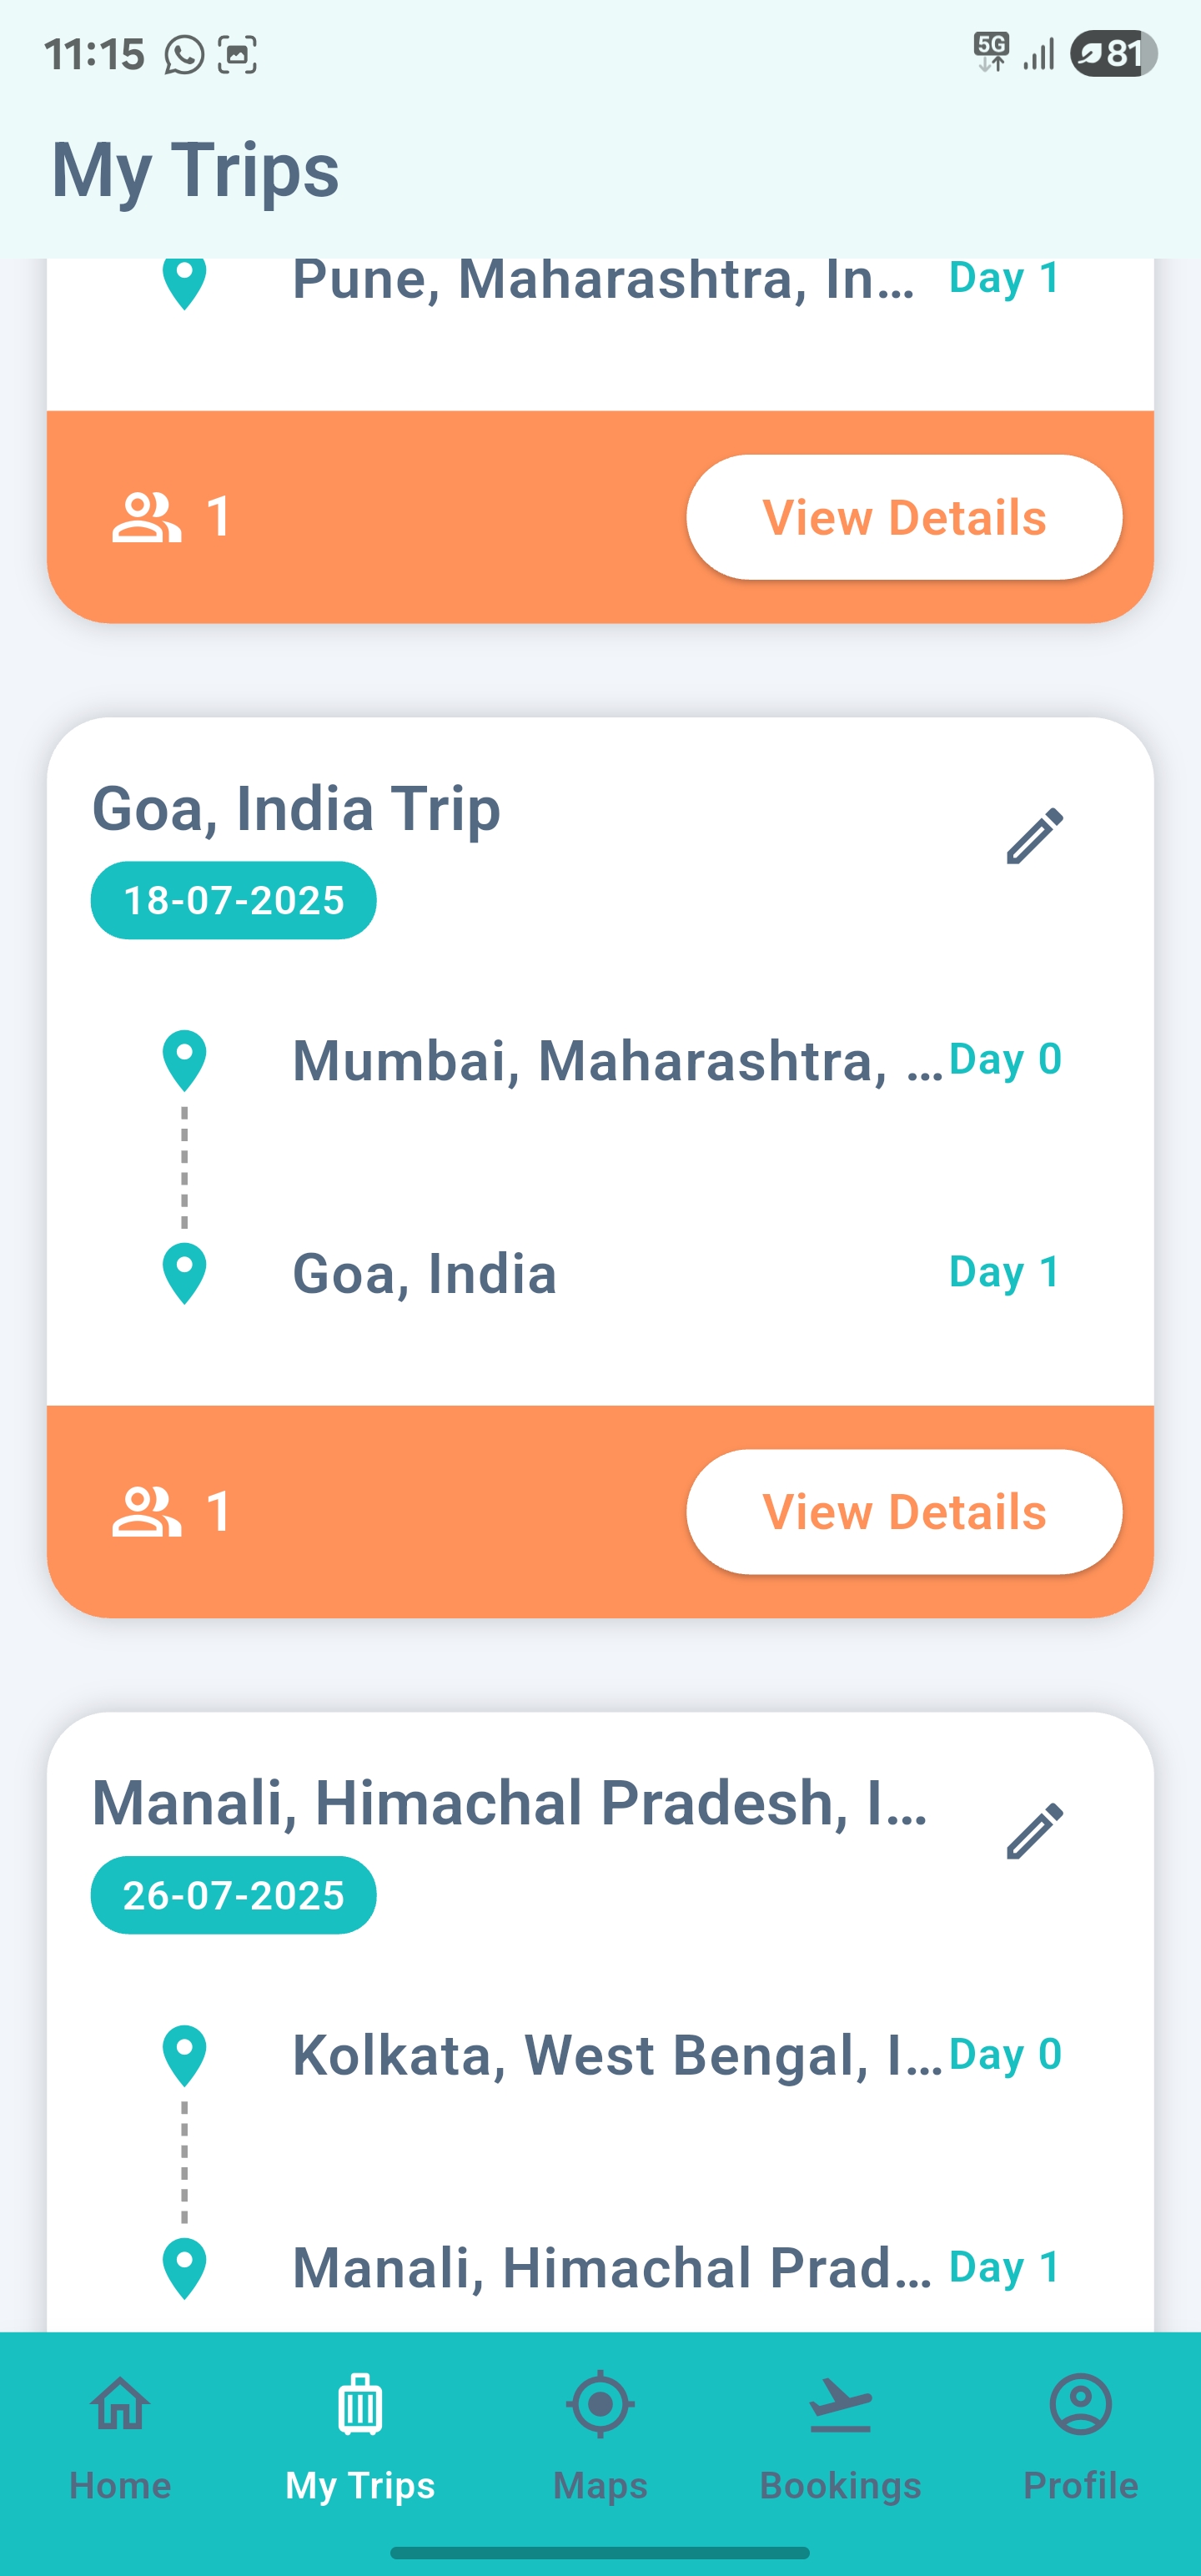 11:15 5G 81
My Trips
Pune, Maharashtra, In... Day 1
1 View Details
Goa, India Trip
18-07-2025
Mumbai, Maharashtra, ... Day 0
Goa, India Day 1
1 View Details
Manali, Himachal Pradesh, I...
26-07-2025
Kolkata, West Bengal, I... Day 0
Manali, Himachal Prad... Day 1
Home My Trips Maps Bookings Profile